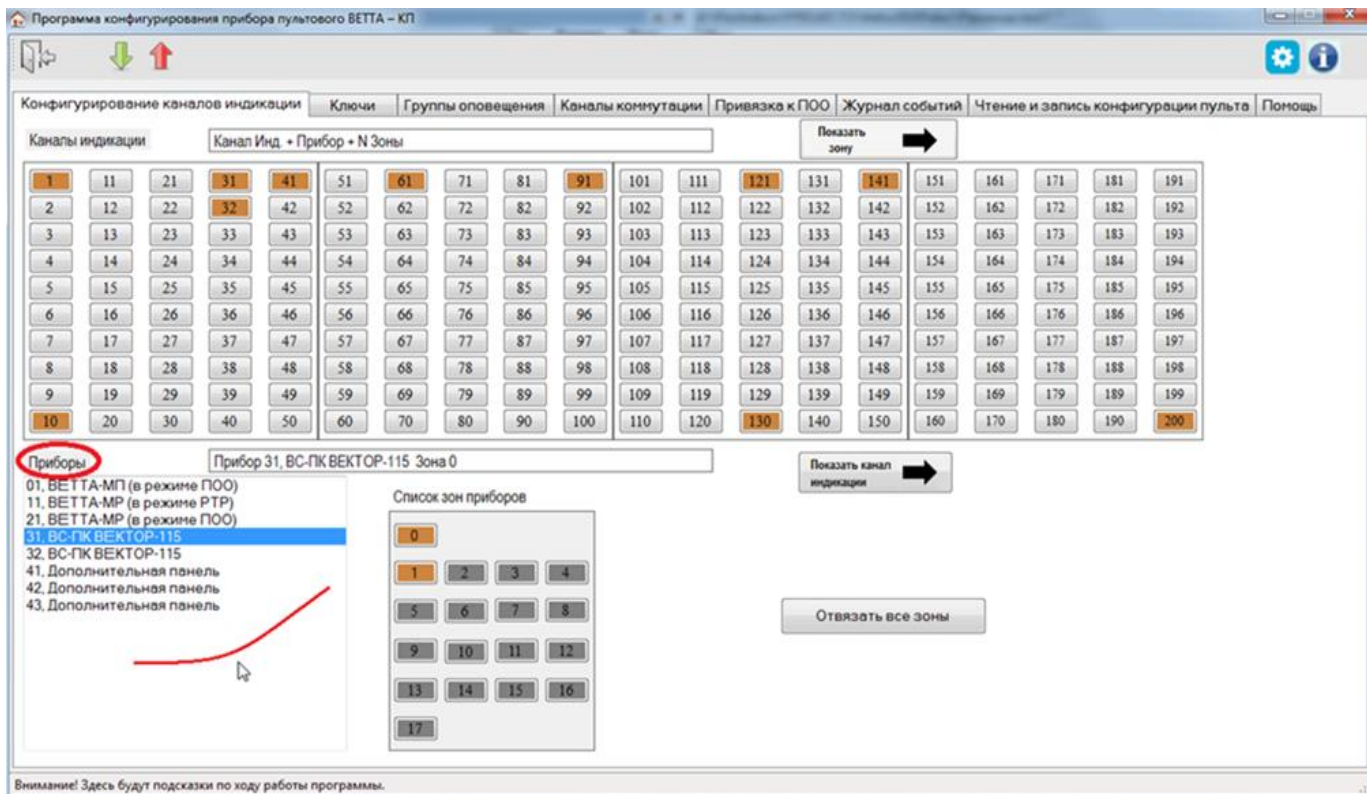 Программа конфигурирования прибора пультового ВЕТТА – КП
Конфигурирование каналов индикации Ключи Группы оповещения Каналы коммутации Привязка к ПОО Журнал событий Чтение и запись конфигурации пульта Помощь
Каналы индикации Канал Инд. + Прибор + N Зоны Показать
зону
1 11 21 31 41 51 61 71 81 91 101 111 121 131 141 151 161 171 181 191
2 12 22 32 42 52 62 72 82 92 102 112 122 132 142 152 162 172 182 192
3 13 23 33 43 53 63 73 83 93 103 113 123 133 143 153 163 173 183 193
4 14 24 34 44 54 64 74 84 94 104 114 124 134 144 154 164 174 184 194
5 15 25 35 45 55 65 75 85 95 105 115 125 135 145 155 165 175 185 195
6 16 26 36 46 56 66 76 86 96 106 116 126 136 146 156 166 176 186 196
7 17 27 37 47 57 67 77 87 97 107 117 127 137 147 157 167 177 187 197
8 18 28 38 48 58 68 78 88 98 108 118 128 138 148 158 168 178 188 198
9 19 29 39 49 59 69 79 89 99 109 119 129 139 149 159 169 179 189 199
10 20 30 40 50 60 70 80 90 100 110 120 130 140 150 160 170 180 190 200
Приборы Прибор 31, ВС-ПК ВЕКТОР-115 Зона 0 Показать канал
индикации
01, ВЕТТА-МП (в режиме ПОО)
11, ВЕТТА-МР (в режиме РТР)
21, ВЕТТА-МР (в режиме ПОО)
31, ВС-ПК ВЕКТОР-115
32, ВС-ПК ВЕКТОР-115
41, Дополнительная панель
42, Дополнительная панель
43, Дополнительная панель
Список зон приборов
0
1 2 3 4
5 6 7 8
9 10 11 12
13 14 15 16
17
Отвязать все зоны
Внимание! Здесь будут подсказки по ходу работы программы.